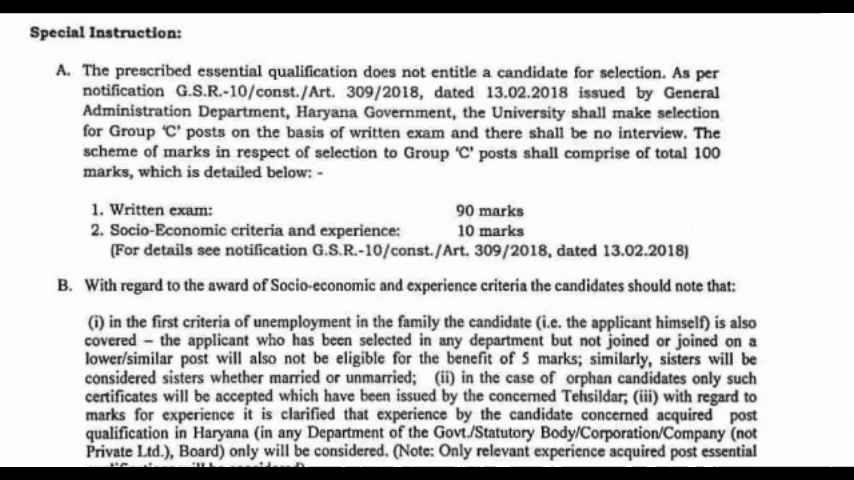 Special Instruction:
A. The prescribed essential qualification does not entitle a candidate for selection. As per
notification G.S.R.-10/const./Art. 309/2018, dated 13.02.2018 issued by General
Administration Department, Haryana Government, the University shall make selection
for Group 'C' posts on the basis of written exam and there shall be no interview. The
scheme of marks in respect of selection to Group 'C' posts shall comprise of total 100
marks, which is detailed below: -
1. Written exam: 90 marks
2. Socio-Economic criteria and experience: 10 marks
(For details see notification G.S.R.-10/const./Art. 309/2018, dated 13.02.2018)
B. With regard to the award of Socio-economic and experience criteria the candidates should note that:
(i) in the first criteria of unemployment in the family the candidate (i.e. the applicant himself) is also
covered – the applicant who has been selected in any department but not joined or joined on a
lower/similar post will also not be eligible for the benefit of 5 marks; similarly, sisters will be
considered sisters whether married or unmarried; (ii) in the case of orphan candidates only such
certificates will be accepted which have been issued by the concerned Tehsildar; (iii) with regard to
marks for experience it is clarified that experience by the candidate concerned acquired post
qualification in Haryana (in any Department of the Govt./Statutory Body/Corporation/Company (not
Private Ltd.), Board) only will be considered. (Note: Only relevant experience acquired post essential